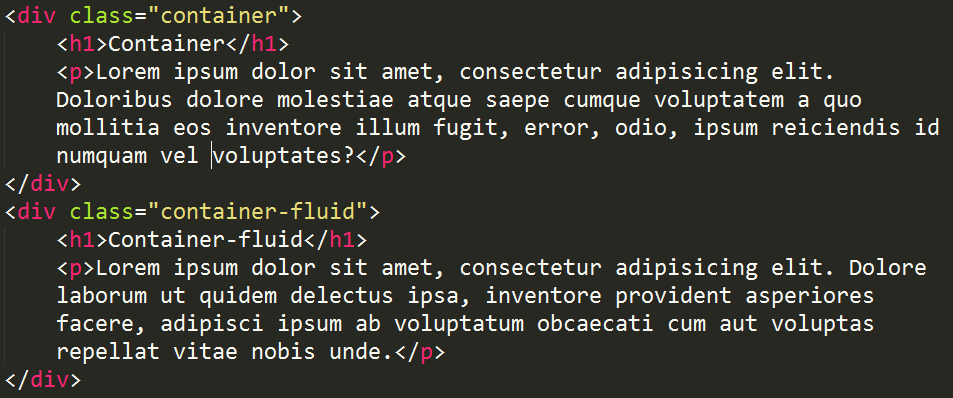 <div class="container">
<h1>Container</h1>
<p>Lorem ipsum dolor sit amet, consectetur adipisicing elit.
Doloribus dolore molestiae atque saepe cumque voluptatem a quo
mollitia eos inventore illum fugit, error, odio, ipsum reiciendis id
numquam vel voluptates?</p>
</div>
<div class="container-fluid">
<h1>Container-fluid</h1>
<p>Lorem ipsum dolor sit amet, consectetur adipisicing elit. Dolore
laborum ut quidem delectus ipsa, inventore provident asperiores
facere, adipisci ipsum ab voluptatum obcaecati cum aut voluptas
repellat vitae nobis unde.</p>
</div>